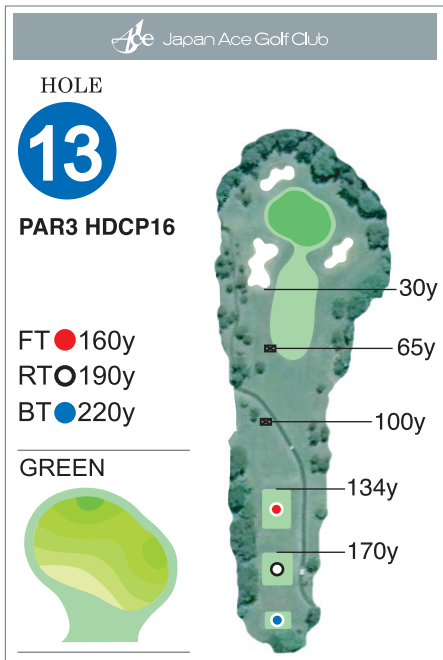 Ace Japan Ace Golf Club
HOLE
13
PAR3 HDCP16
FT 160y
RT 190y
BT 220y
GREEN
30y
65y
100y
134y
170y